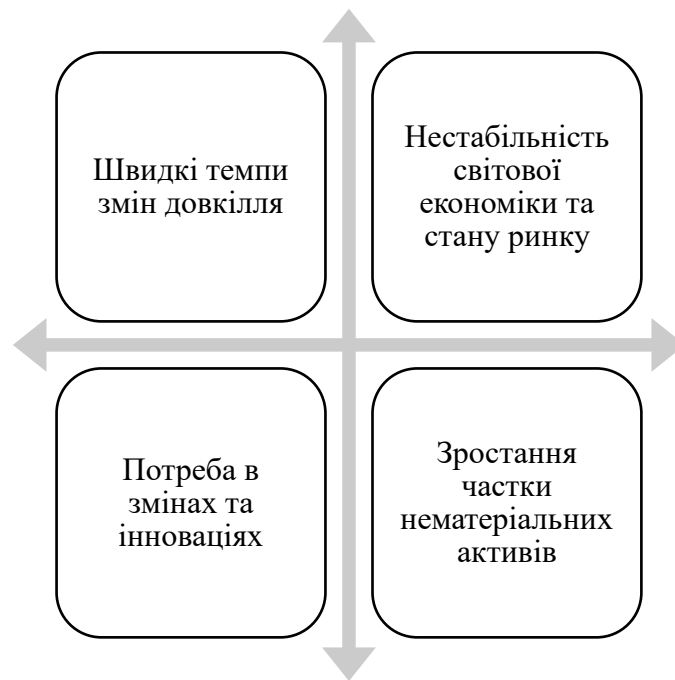 Швидкі темпи
змін довкілля
Нестабільність
світової
економіки та
стану ринку
Потреба в
змінах та
інноваціях
Зростання
частки
нематеріальних
активів